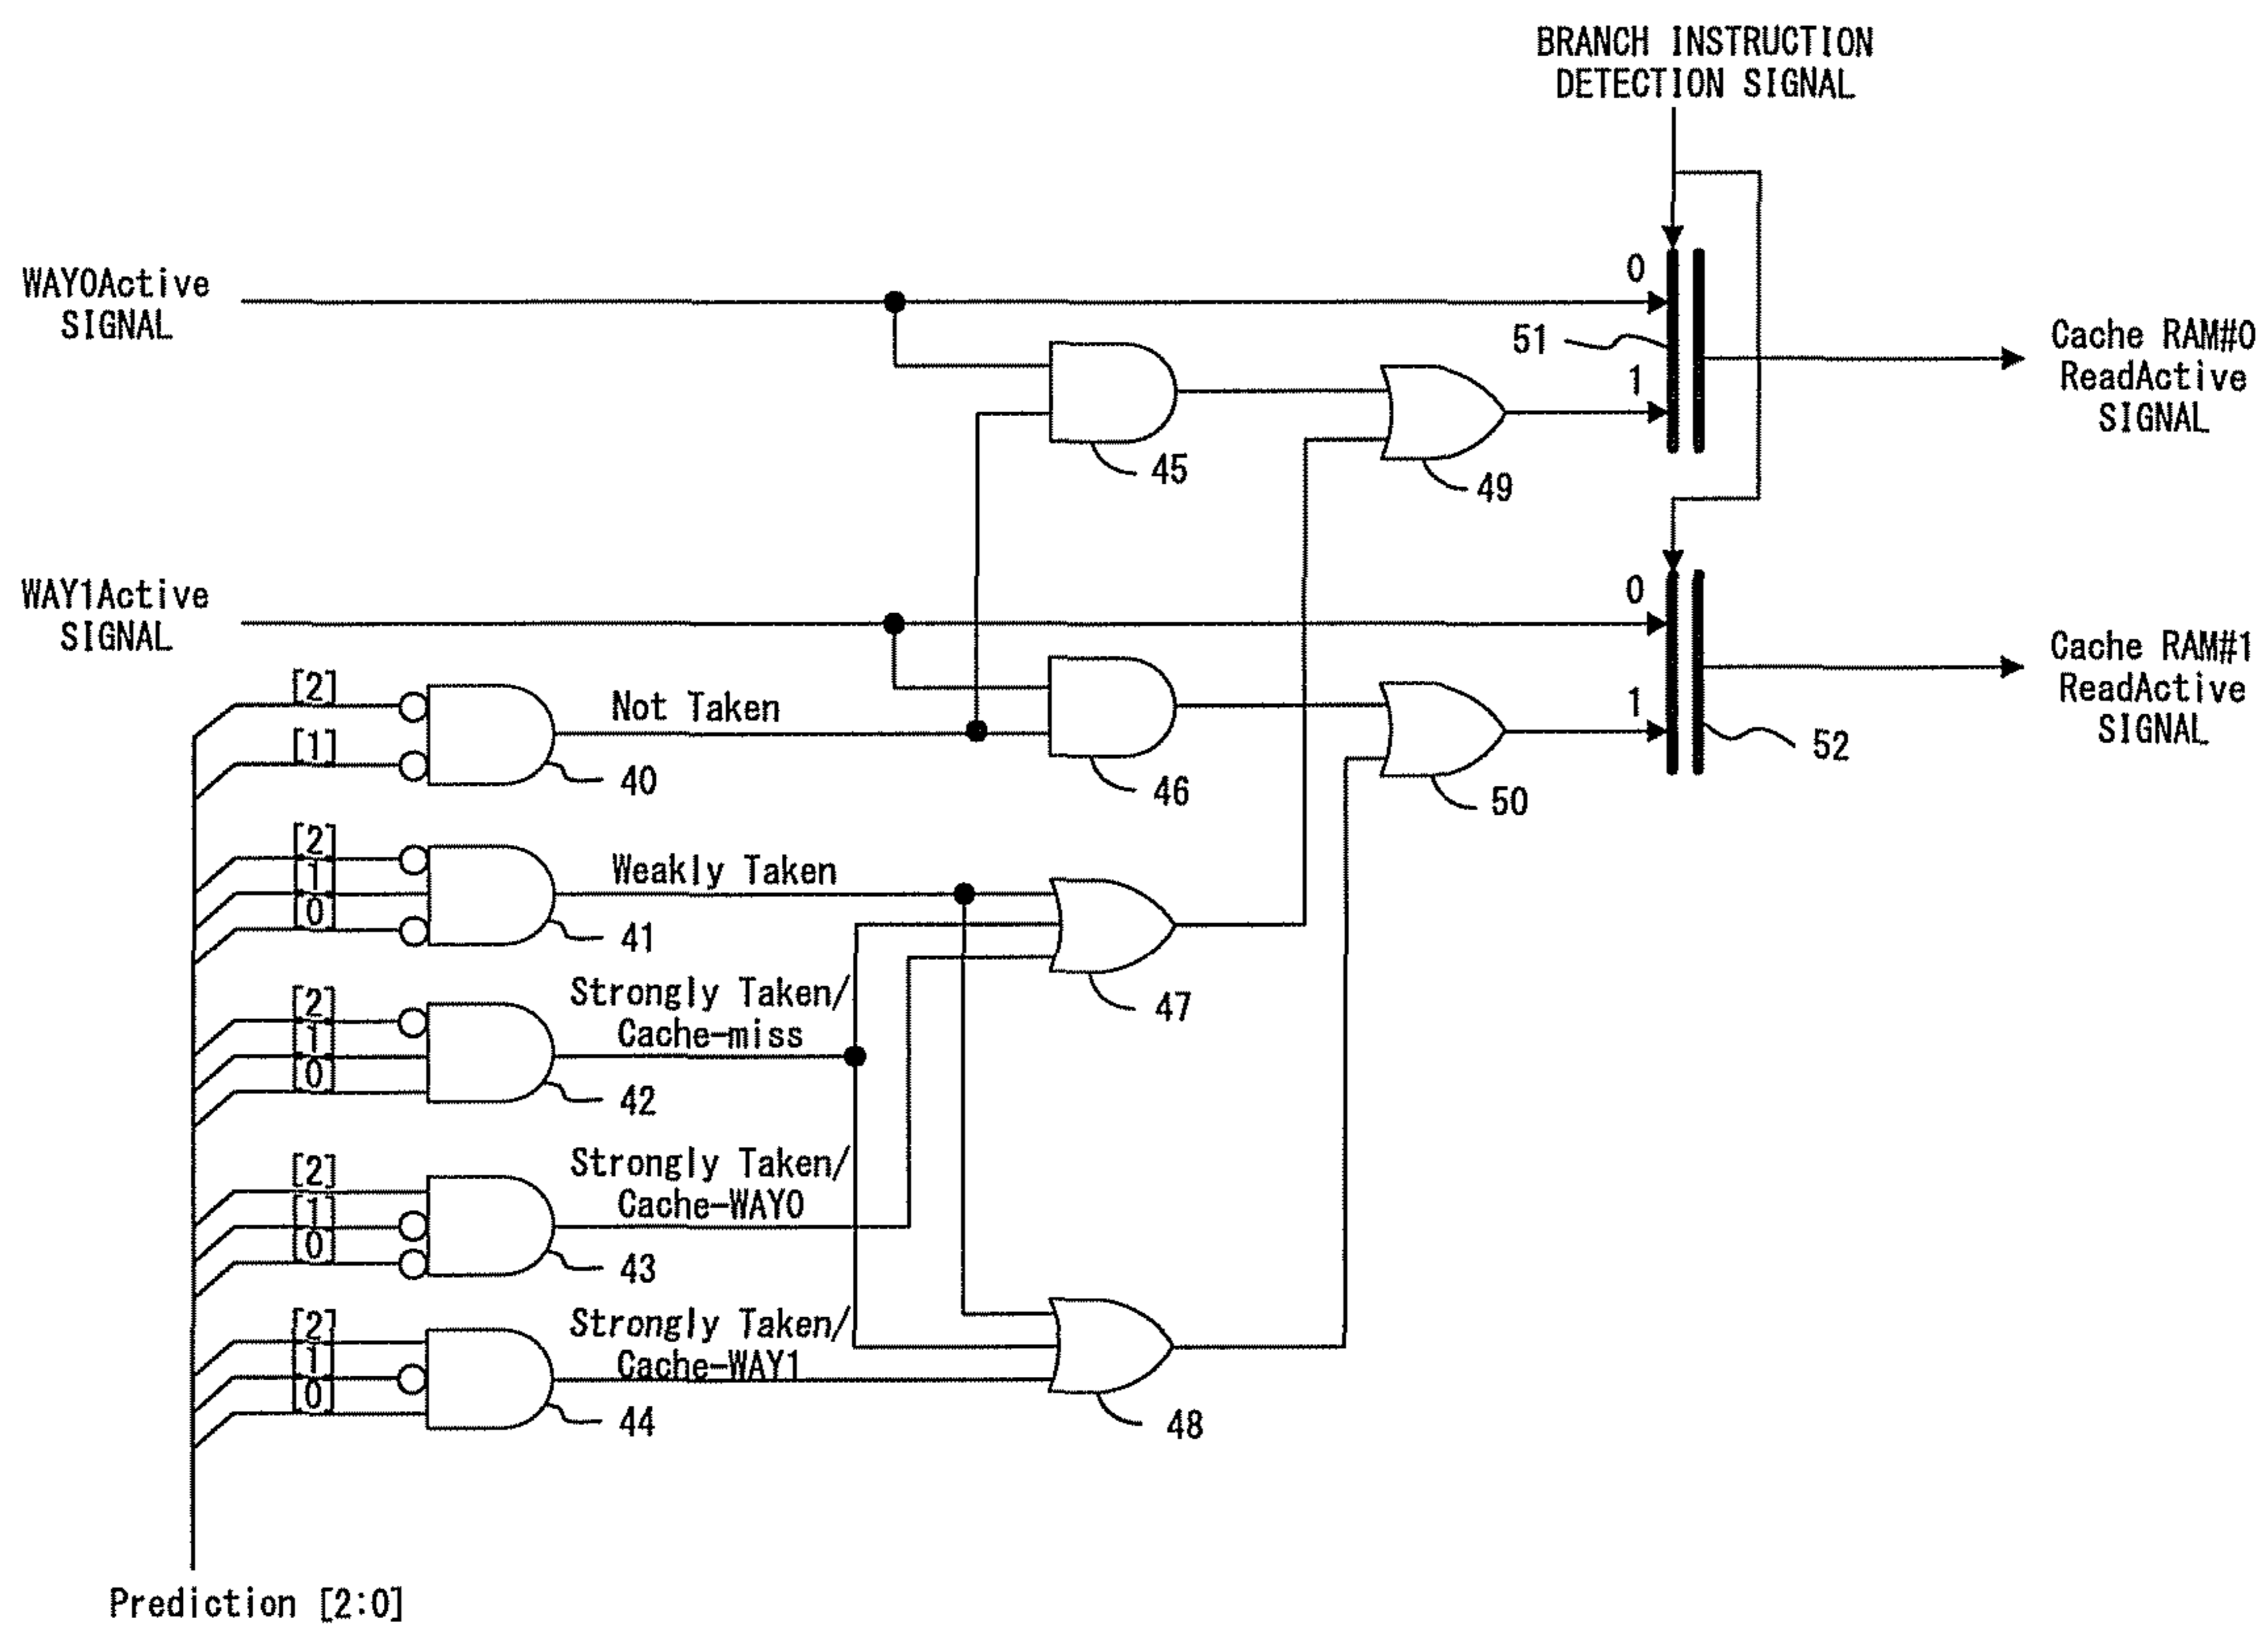 BRANCH INSTRUCTION
DETECTION SIGNAL
WAY0Active
SIGNAL
0
51
1
Cache RAM#0
ReadActive
SIGNAL
45
49
WAY1Active
SIGNAL
0
1
Cache RAM#1
ReadActive
SIGNAL
52
[2]
[1]
Not Taken
40
46
50
[2]
1
0
Weakly Taken
41
47
[2]
1
0
Strongly Taken/
Cache-miss
42
[2]
[1]
0
Strongly Taken/
Cache-WAY0
43
[2]
1
0
Strongly Taken/
Cache-WAY1
44
48
Prediction [2:0]